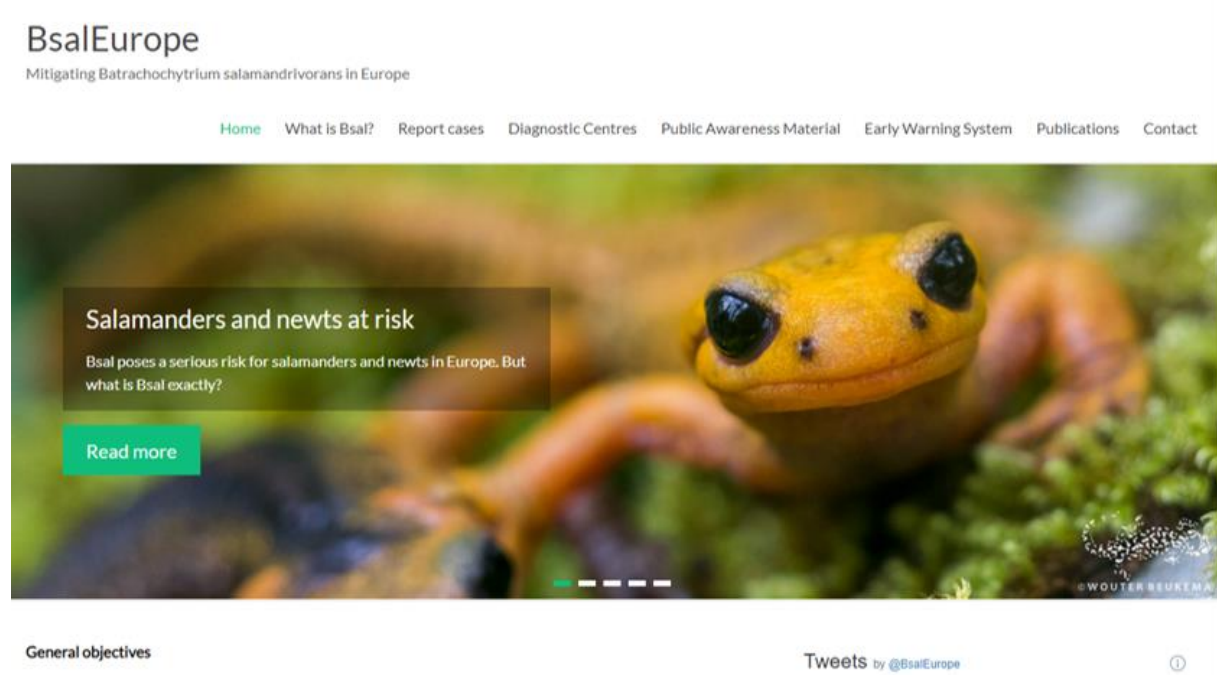 BsalEurope
Mitigating Batrachochytrium salamandrivorans in Europe
Home What is Bsal? Report cases Diagnostic Centres Public Awareness Material Early Warning System Publications Contact
Salamanders and newts at risk
Bsal poses a serious risk for salamanders and newts in Europe. But
what is Bsal exactly?
Read more
©WOUTER BEUKEMA
General objectives
Tweets by @BsalEurope